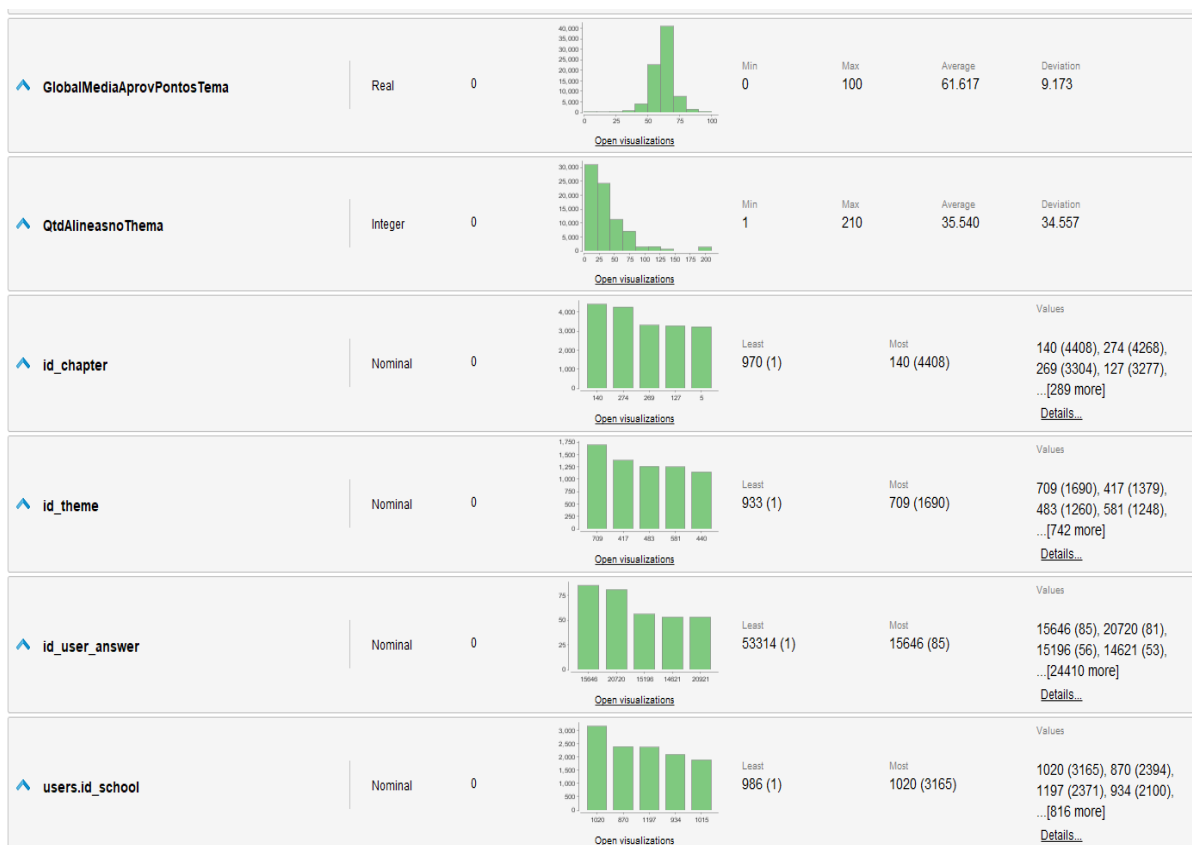 GlobalMediaAprovPontosTema
Real
0
40,000
35,000
30,000
25,000
20,000
15,000
10,000
5,000
0
0 25 50 75 100
Open visualizations
Min
0
Max
100
Average
61.617
Deviation
9.173
QtdAlineasnoThema
Integer
0
30,000
25,000
20,000
15,000
10,000
5,000
0
0 25 50 75 100 125 150 175 200
Open visualizations
Min
1
Max
210
Average
35.540
Deviation
34.557
id_chapter
Nominal
0
4,000
3,000
2,000
1,000
0
140 274 269 127 5
Open visualizations
Least
970 (1)
Most
140 (4408)
Values
140 (4408), 274 (4268),
269 (3304), 127 (3277),
...[289 more]
Details...
id_theme
Nominal
0
1,750
1,500
1,250
1,000
750
500
250
0
709 417 483 581 440
Open visualizations
Least
933 (1)
Most
709 (1690)
Values
709 (1690), 417 (1379),
483 (1260), 581 (1248),
...[742 more]
Details...
id_user_answer
Nominal
0
75
50
25
0
15646 20720 15196 14621 20921
Open visualizations
Least
53314 (1)
Most
15646 (85)
Values
15646 (85), 20720 (81),
15196 (56), 14621 (53),
...[24410 more]
Details...
users.id_school
Nominal
0
3,000
2,500
2,000
1,500
1,000
500
0
1020 870 1197 934 1015
Open visualizations
Least
986 (1)
Most
1020 (3165)
Values
1020 (3165), 870 (2394),
1197 (2371), 934 (2100),
...[816 more]
Details...